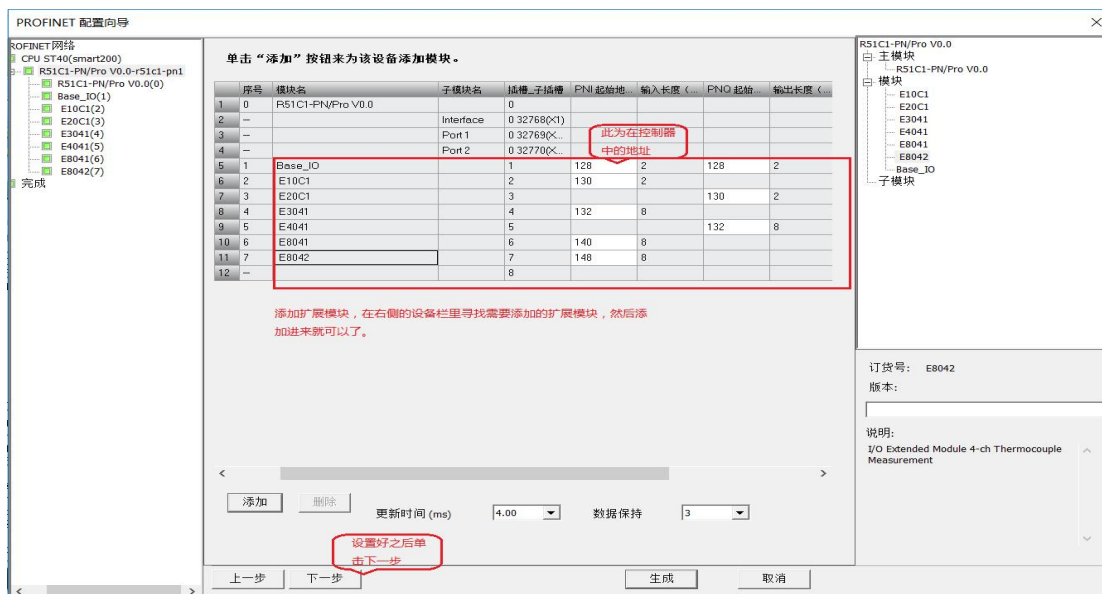 PROFINET 配置向导
ROFINET网络
CPU ST40(smart200)
R51C1-PN/Pro V0.0-r51c1-pn1
R51C1-PN/Pro V0.0(0)
Base_IO(1)
E10C1(2)
E20C1(3)
E3041(4)
E4041(5)
E8041(6)
E8042(7)
完成
单击“添加”按钮来为该设备添加模块。
序号 模块名 子模块名 插槽_子插槽 PNI 起始地... 输入长度 (... PNQ 起始... 输出长度 (...
1 0 R51C1-PN/Pro V0.0 0
2 -- Interface 0 32768(X1)
3 -- Port 1 0 32769(X...
4 -- Port 2 0 32770(X...
5 1 Base_IO 1 128 2 128 2
6 2 E10C1 2 130 2
7 3 E20C1 3 130 2
8 4 E3041 4 132 8
9 5 E4041 5 132 8
10 6 E8041 6 140 8
11 7 E8042 7 148 8
12 -- 8
此为在控制器
中的地址
添加扩展模块，在右侧的设备栏里寻找需要添加的扩展模块，然后添
加进来就可以了。
添加 删除 更新时间 (ms) 4.00 数据保持 3
设置好之后单
击下一步
上一步 下一步 生成 取消
R51C1-PN/Pro V0.0
主模块
R51C1-PN/Pro V0.0
模块
E10C1
E20C1
E3041
E4041
E8041
E8042
Base_IO
子模块
订货号: E8042
版本:
说明:
I/O Extended Module 4-ch Thermocouple
Measurement